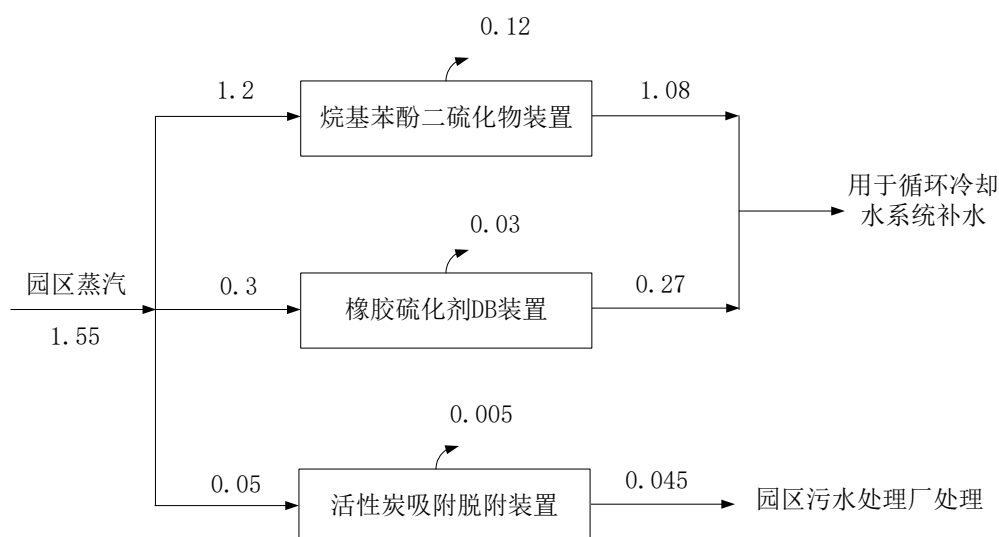 0.12
1.2
烷基苯酚二硫化物装置
1.08
用于循环冷却
水系统补水
0.03
园区蒸汽
0.3
橡胶硫化剂DB装置
0.27
1.55
0.005
0.05
活性炭吸附脱附装置
0.045
园区污水处理厂处理